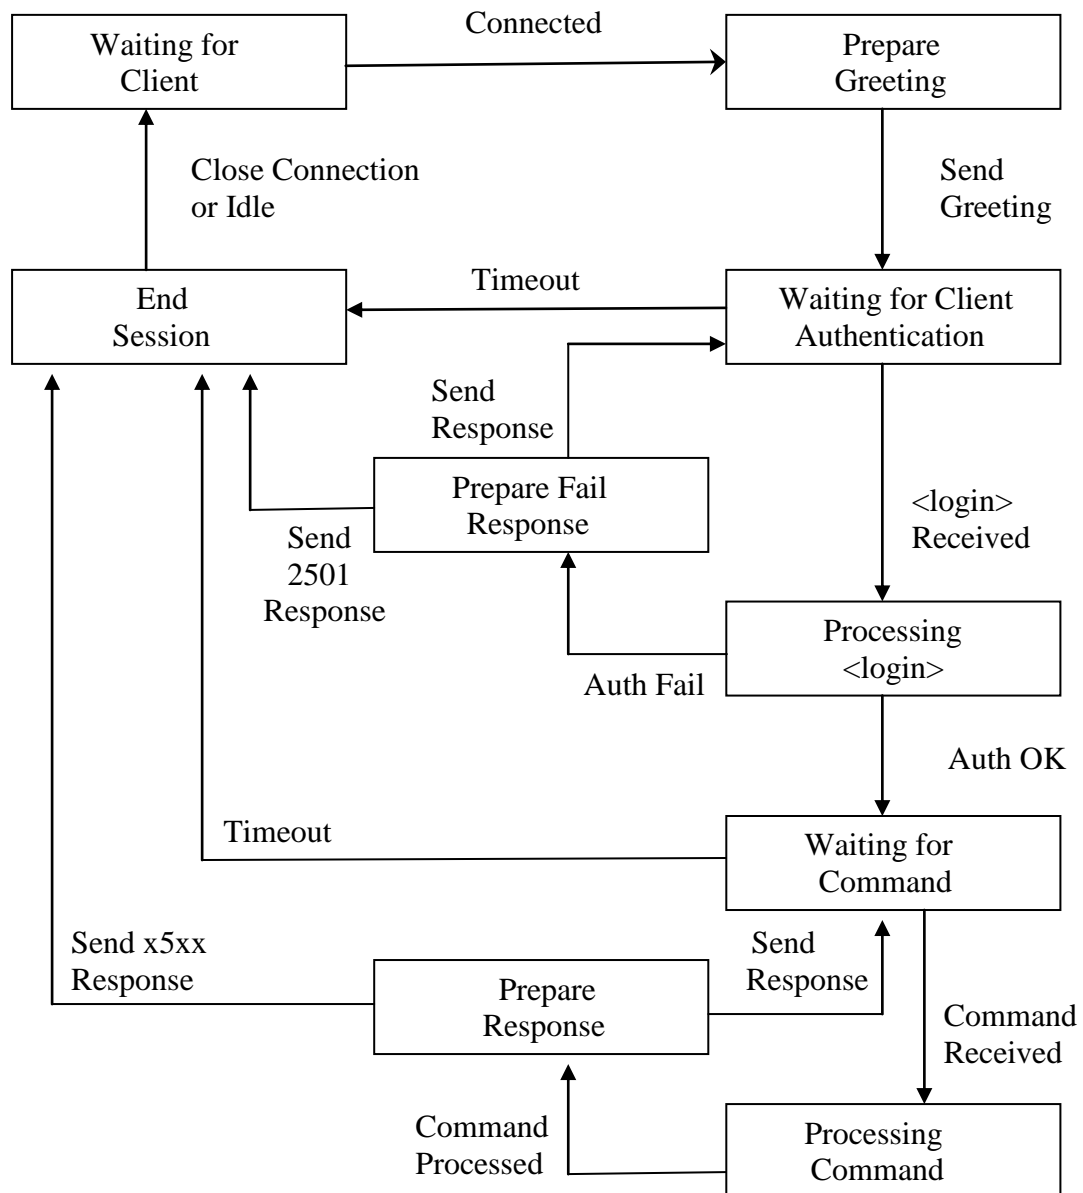 Connected
Waiting for
Client
Prepare
Greeting
Close Connection
or Idle
Send
Greeting
Timeout
End
Session
Waiting for Client
Authentication
Send
Response
Prepare Fail
Response
<login>
Received
Send
2501
Response
Processing
<login>
Auth Fail
Auth OK
Timeout
Waiting for
Command
Send x5xx
Response
Send
Response
Prepare
Response
Command
Received
Command
Processed
Processing
Command